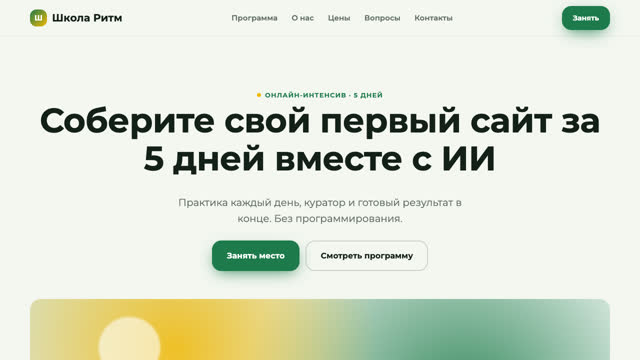 Ш Школа Ритм
Программа О нас Цены Вопросы Контакты
Занять
ОНЛАЙН-ИНТЕНСИВ · 5 ДНЕЙ
Соберите свой первый сайт за
5 дней вместе с ИИ
Практика каждый день, куратор и готовый результат в
конце. Без программирования.
Занять место Смотреть программу